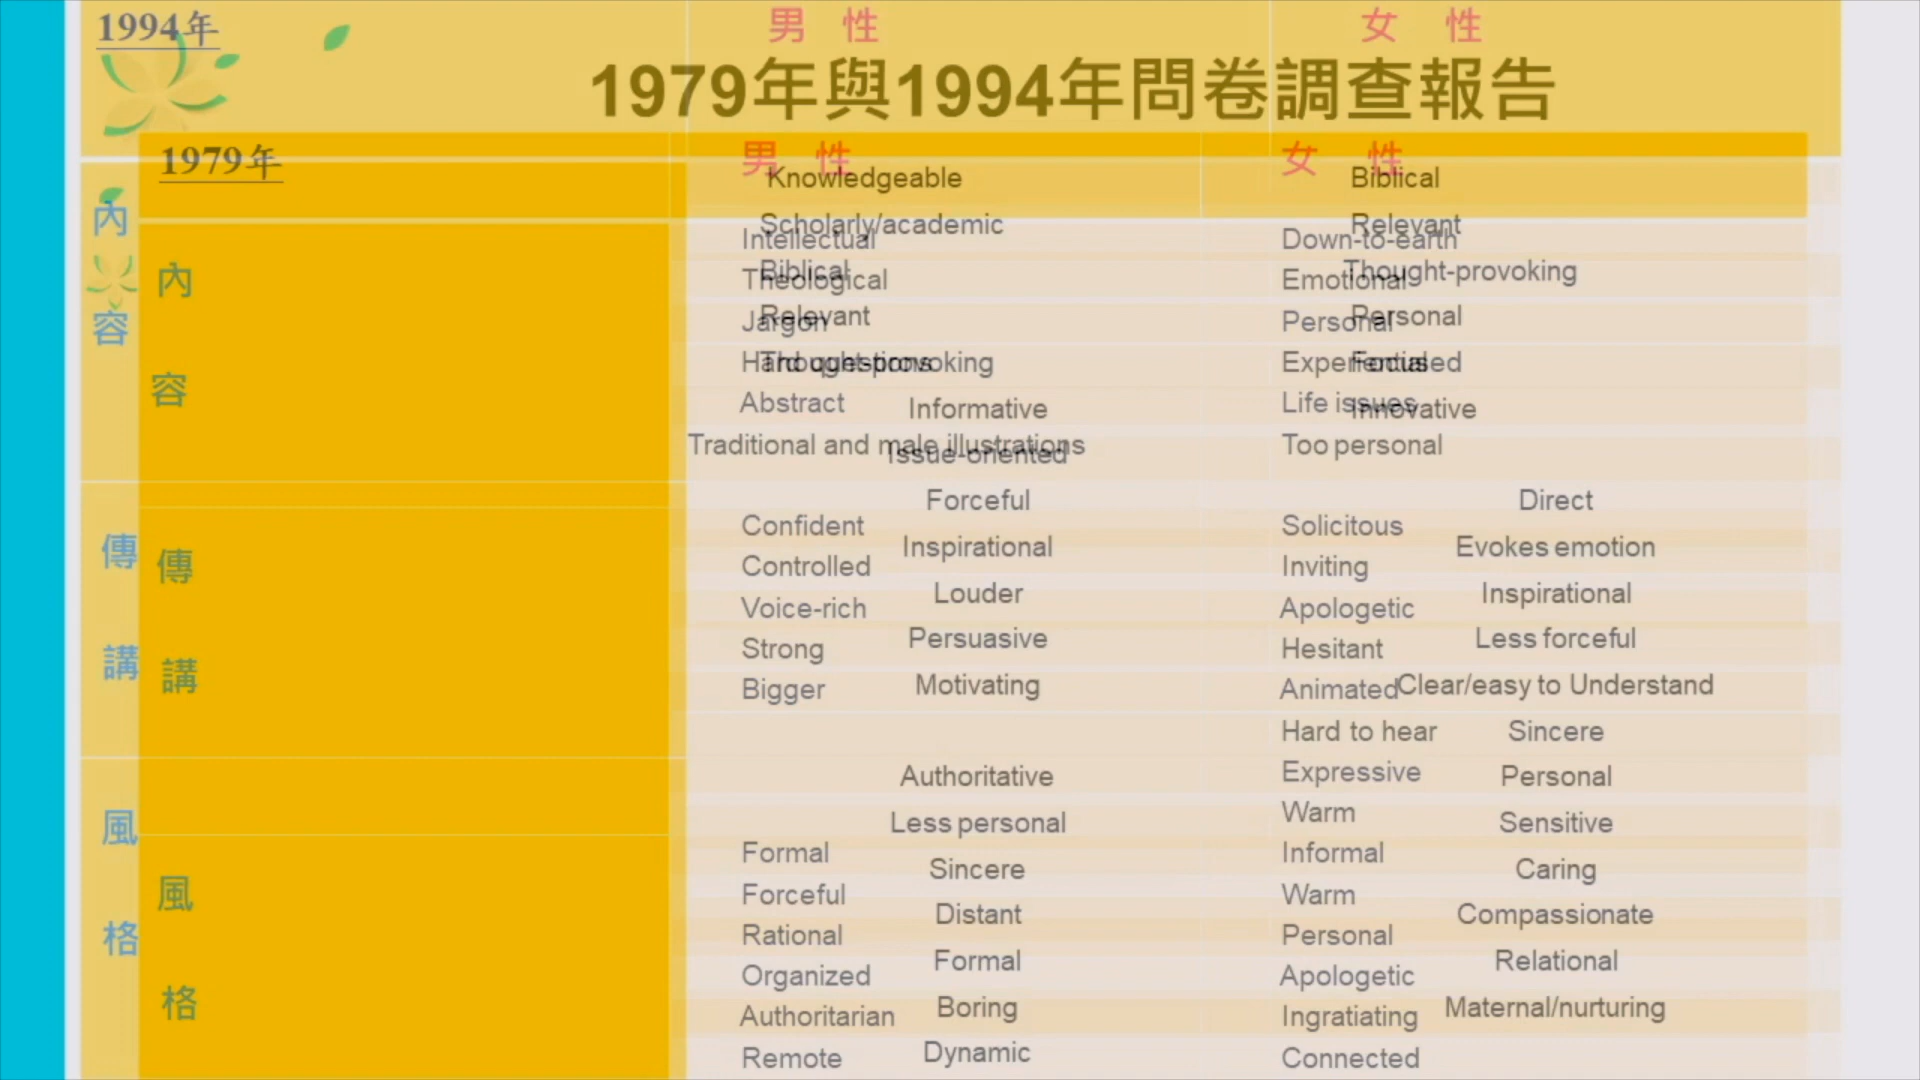 1994年 男 性 女 性
1979年與1994年問卷調查報告
1979年 男 性 女 性
內
容
傳
講
風
格
內
容
傳
講
風
格
Intellectual
Theological
Jargon
Hard questions
Abstract
Traditional and male illustrations
Confident
Controlled
Voice-rich
Strong
Bigger
Formal
Forceful
Rational
Organized
Authoritarian
Remote
Knowledgeable
Scholarly/academic
Biblical
Relevant
Thought-provoking
Informative
Issue-oriented
Forceful
Inspirational
Louder
Persuasive
Motivating
Authoritative
Less personal
Sincere
Distant
Formal
Boring
Dynamic
Down-to-earth
Emotional
Personal
Experiential
Life issues
Too personal
Solicitous
Inviting
Apologetic
Hesitant
Animated
Hard to hear
Expressive
Warm
Informal
Warm
Personal
Apologetic
Ingratiating
Connected
Biblical
Relevant
Thought-provoking
Personal
Focused
Innovative
Direct
Evokes emotion
Inspirational
Less forceful
Clear/easy to Understand
Sincere
Personal
Sensitive
Caring
Compassionate
Relational
Maternal/nurturing